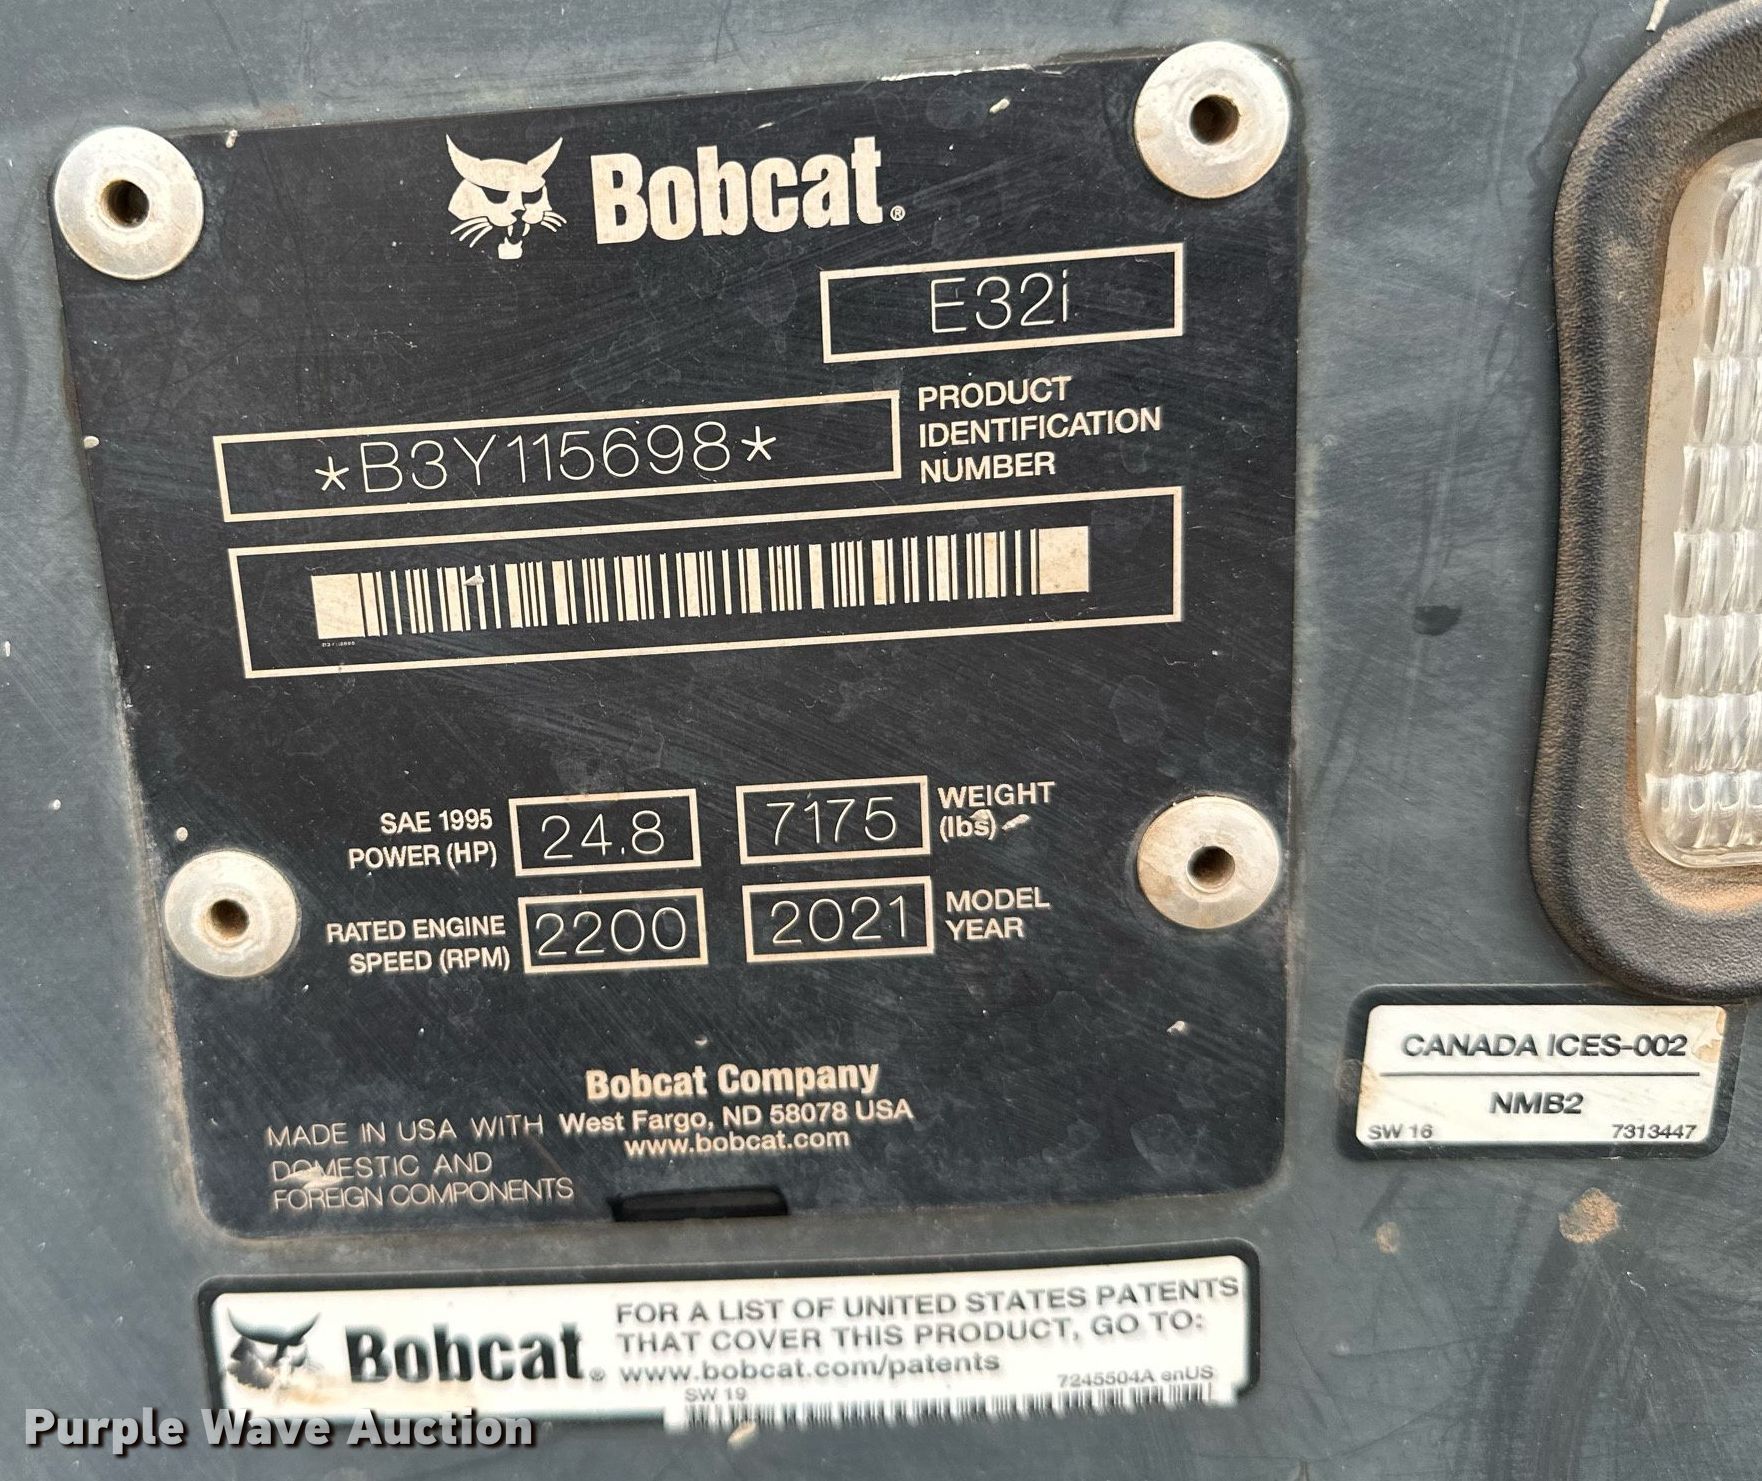 Bobcat®
E32i
*B3Y115698*
PRODUCT
IDENTIFICATION
NUMBER
SAE 1995
POWER (HP)
24.8
7175
WEIGHT
(lbs)
RATED ENGINE
SPEED (RPM)
2200
2021
MODEL
YEAR
Bobcat Company
West Fargo, ND 58078 USA
www.bobcat.com
MADE IN USA WITH
DOMESTIC AND
FOREIGN COMPONENTS
CANADA ICES-002
NMB2
SW 16 7313447
Bobcat®
FOR A LIST OF UNITED STATES PATENTS
THAT COVER THIS PRODUCT, GO TO:
www.bobcat.com/patents
SW 19 7245504A enUS
Purple Wave Auction